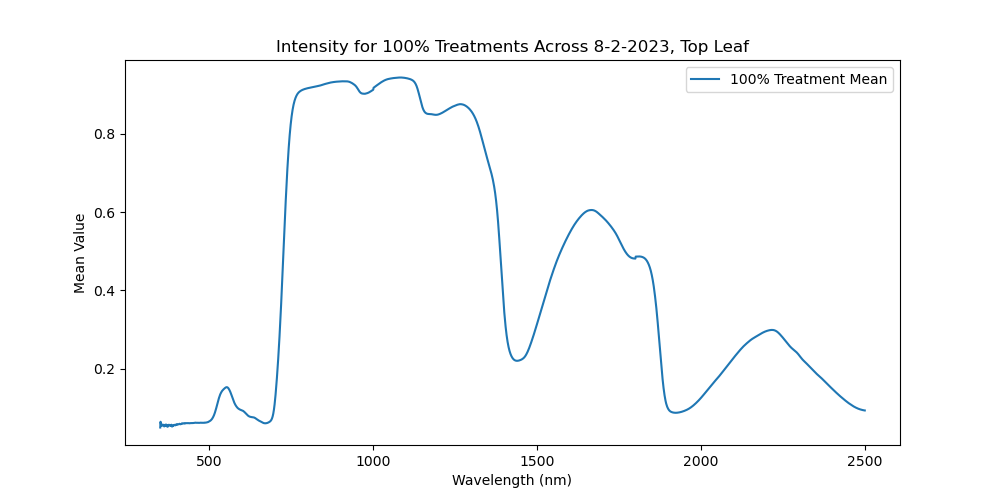 Intensity for 100% Treatments Across 8-2-2023, Top Leaf
100% Treatment Mean
Mean Value
0.8
0.6
0.4
0.2
500 1000 1500 2000 2500
Wavelength (nm)